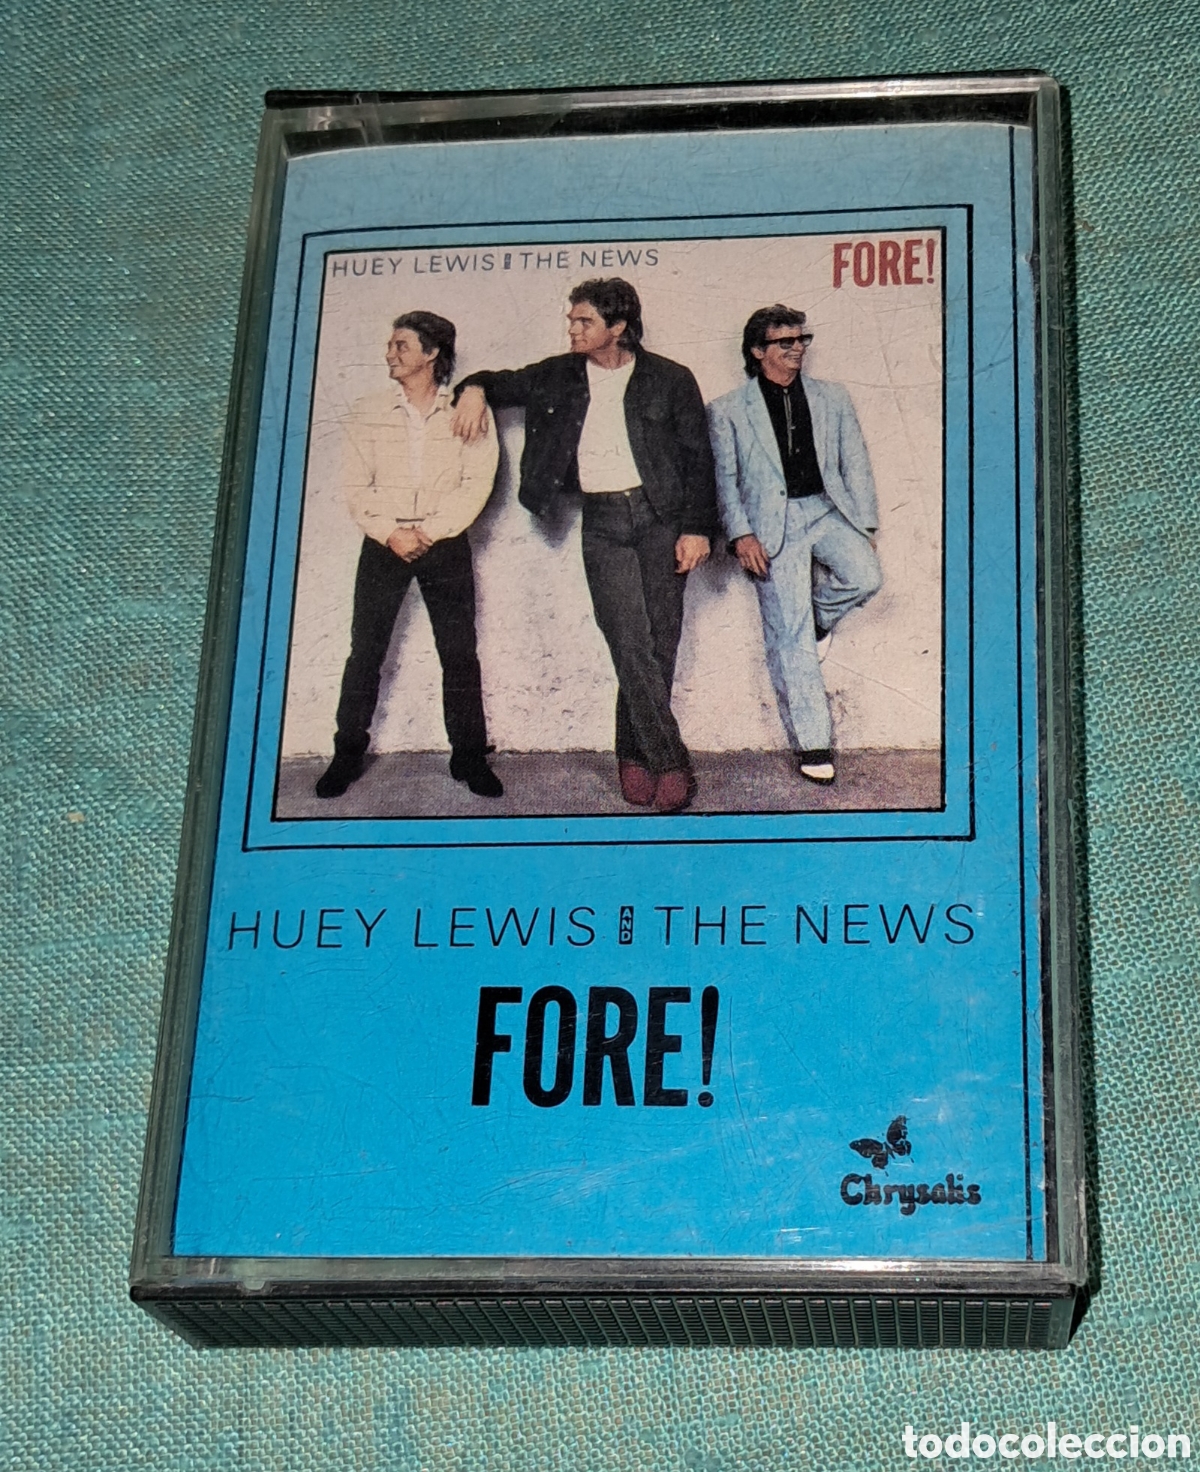 HUEY LEWIS AND THE NEWS
FORE!
HUEY LEWIS AND THE NEWS
FORE!
Chrysalis
todocoleccion